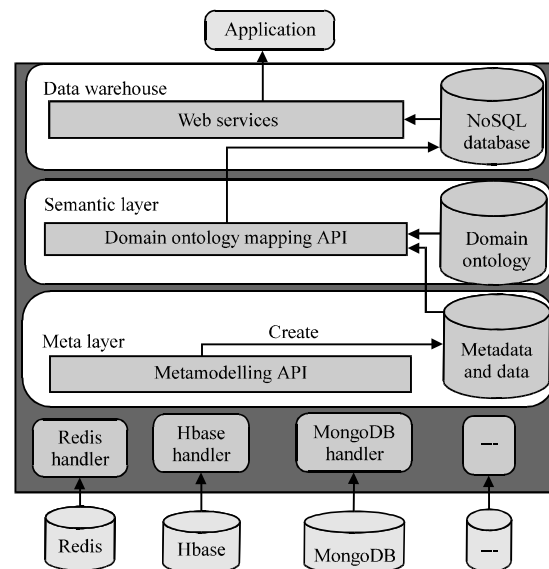 Application
Data warehouse
Web services
NoSQL
database
Semantic layer
Domain ontology mapping API
Domain
ontology
Meta layer
Create
Metamodelling API
Metadata
and data
Redis
handler
Hbase
handler
MongoDB
handler
---
Redis
Hbase
MongoDB
---